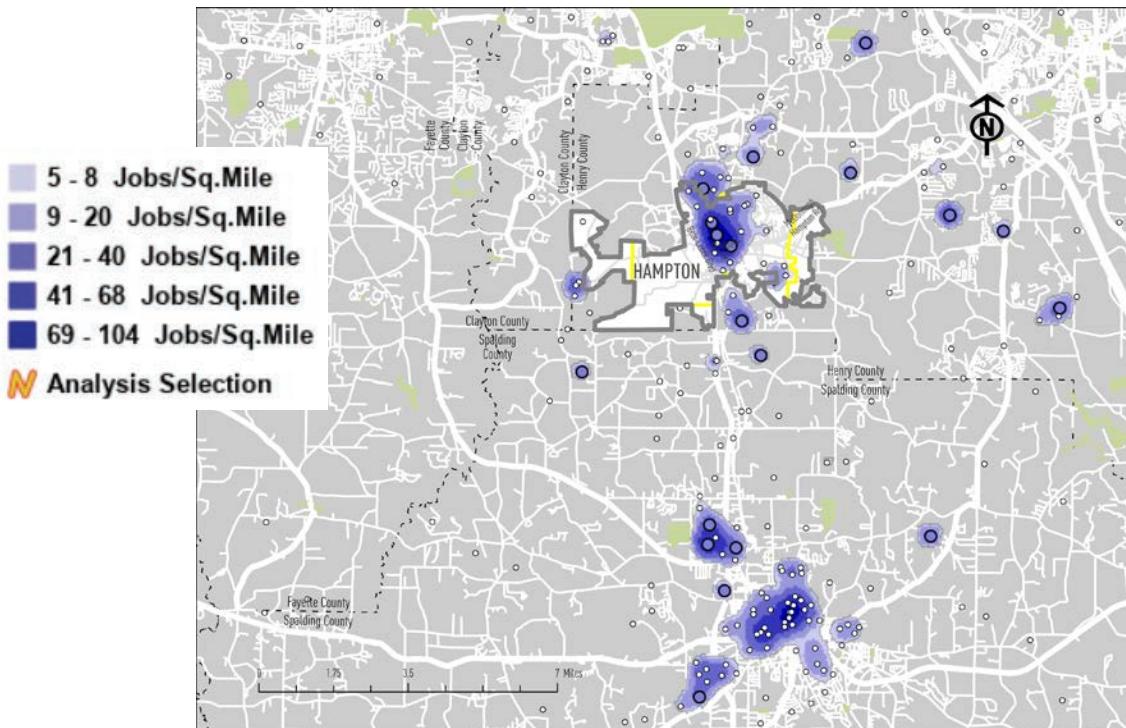 5 - 8 Jobs/Sq.Mile
9 - 20 Jobs/Sq.Mile
21 - 40 Jobs/Sq.Mile
41 - 68 Jobs/Sq.Mile
69 - 104 Jobs/Sq.Mile
Analysis Selection
N
Fayette County
Clayton County
Clayton County
Henry County
HAMPTON
Clayton County
Spalding County
Henry County
Spalding County
Fayette County
Spalding County
0 1.75 3.5 7 Miles